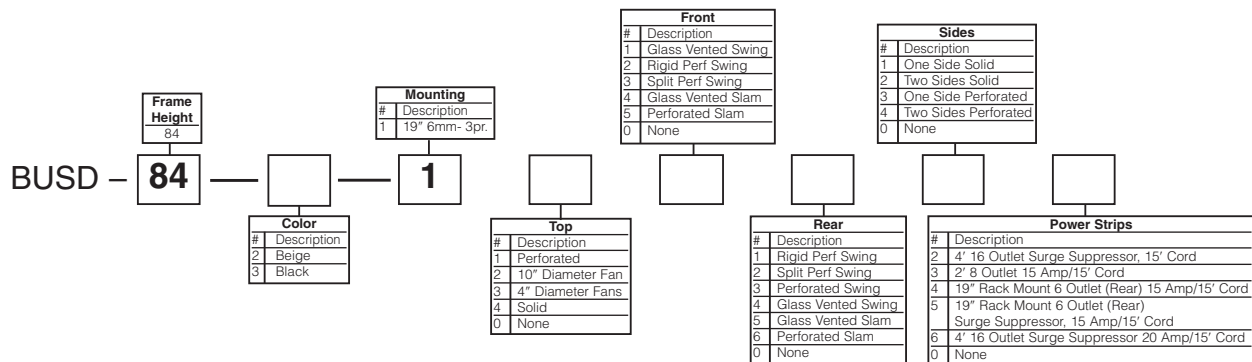 Front
# Description
1 Glass Vented Swing
2 Rigid Perf Swing
3 Split Perf Swing
4 Glass Vented Slam
5 Perforated Slam
0 None
Sides
# Description
1 One Side Solid
2 Two Sides Solid
3 One Side Perforated
4 Two Sides Perforated
0 None
Frame
Height
84
Mounting
# Description
1 19″ 6mm- 3pr.
BUSD – 84 — — 1
Color
# Description
2 Beige
3 Black
Top
# Description
1 Perforated
2 10″ Diameter Fan
3 4″ Diameter Fans
4 Solid
0 None
Rear
# Description
1 Rigid Perf Swing
2 Split Perf Swing
3 Perforated Swing
4 Glass Vented Swing
5 Glass Vented Slam
6 Perforated Slam
0 None
Power Strips
# Description
2 4′ 16 Outlet Surge Suppressor, 15′ Cord
3 2′ 8 Outlet 15 Amp/15′ Cord
4 19″ Rack Mount 6 Outlet (Rear) 15 Amp/15′ Cord
5 19″ Rack Mount 6 Outlet (Rear)
Surge Suppressor, 15 Amp/15′ Cord
6 4′ 16 Outlet Surge Suppressor 20 Amp/15′ Cord
0 None